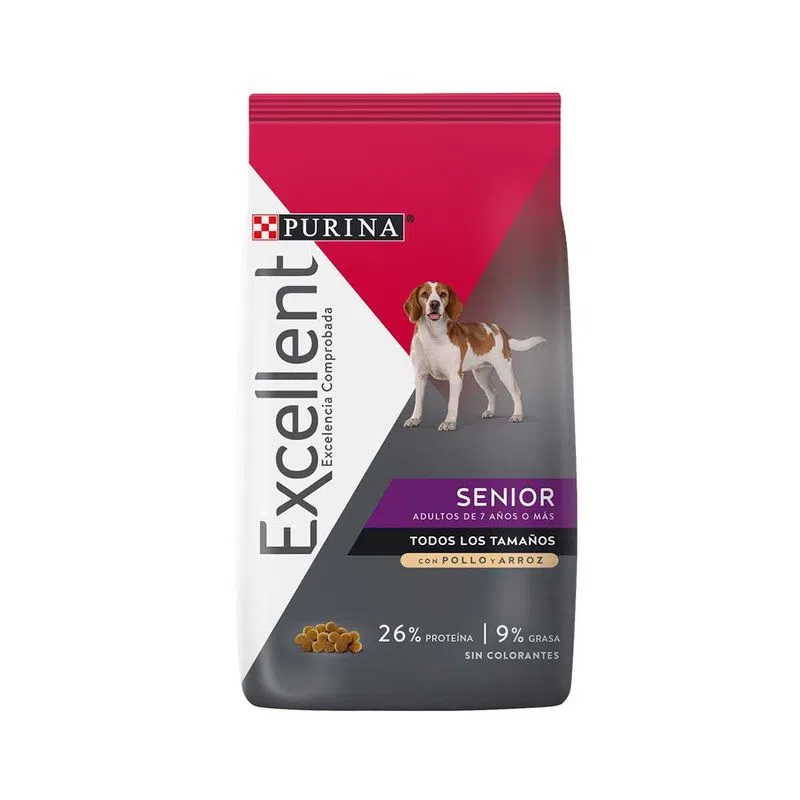 PURINA®
Excellent
Excelencia Comprobada
SENIOR
ADULTOS DE 7 AÑOS O MÁS
TODOS LOS TAMAÑOS
CON POLLO Y ARROZ
26% PROTEÍNA | 9% GRASA
SIN COLORANTES